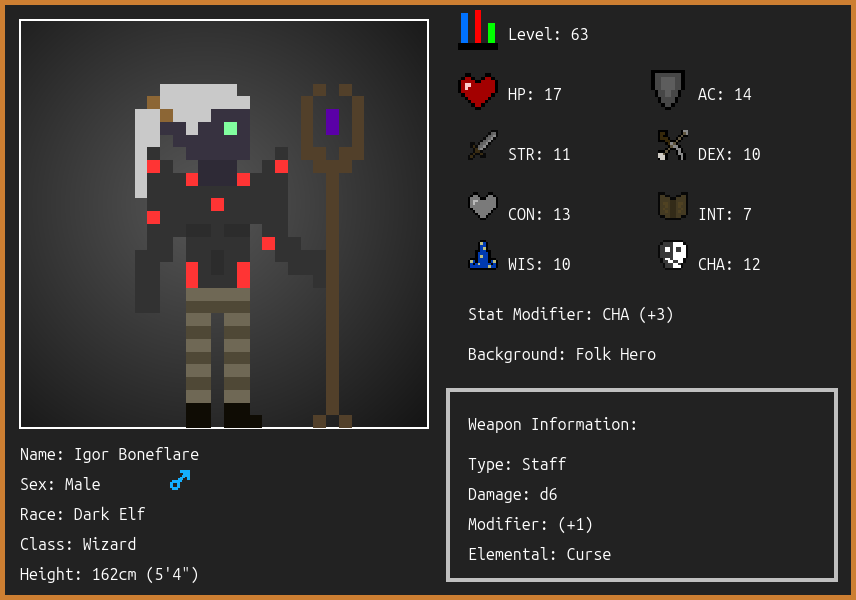 Level: 63
HP: 17
AC: 14
STR: 11
DEX: 10
CON: 13
INT: 7
WIS: 10
CHA: 12
Stat Modifier: CHA (+3)
Background: Folk Hero
Weapon Information:
Type: Staff
Damage: d6
Modifier: (+1)
Elemental: Curse
Name: Igor Boneflare
Sex: Male
Race: Dark Elf
Class: Wizard
Height: 162cm (5'4")